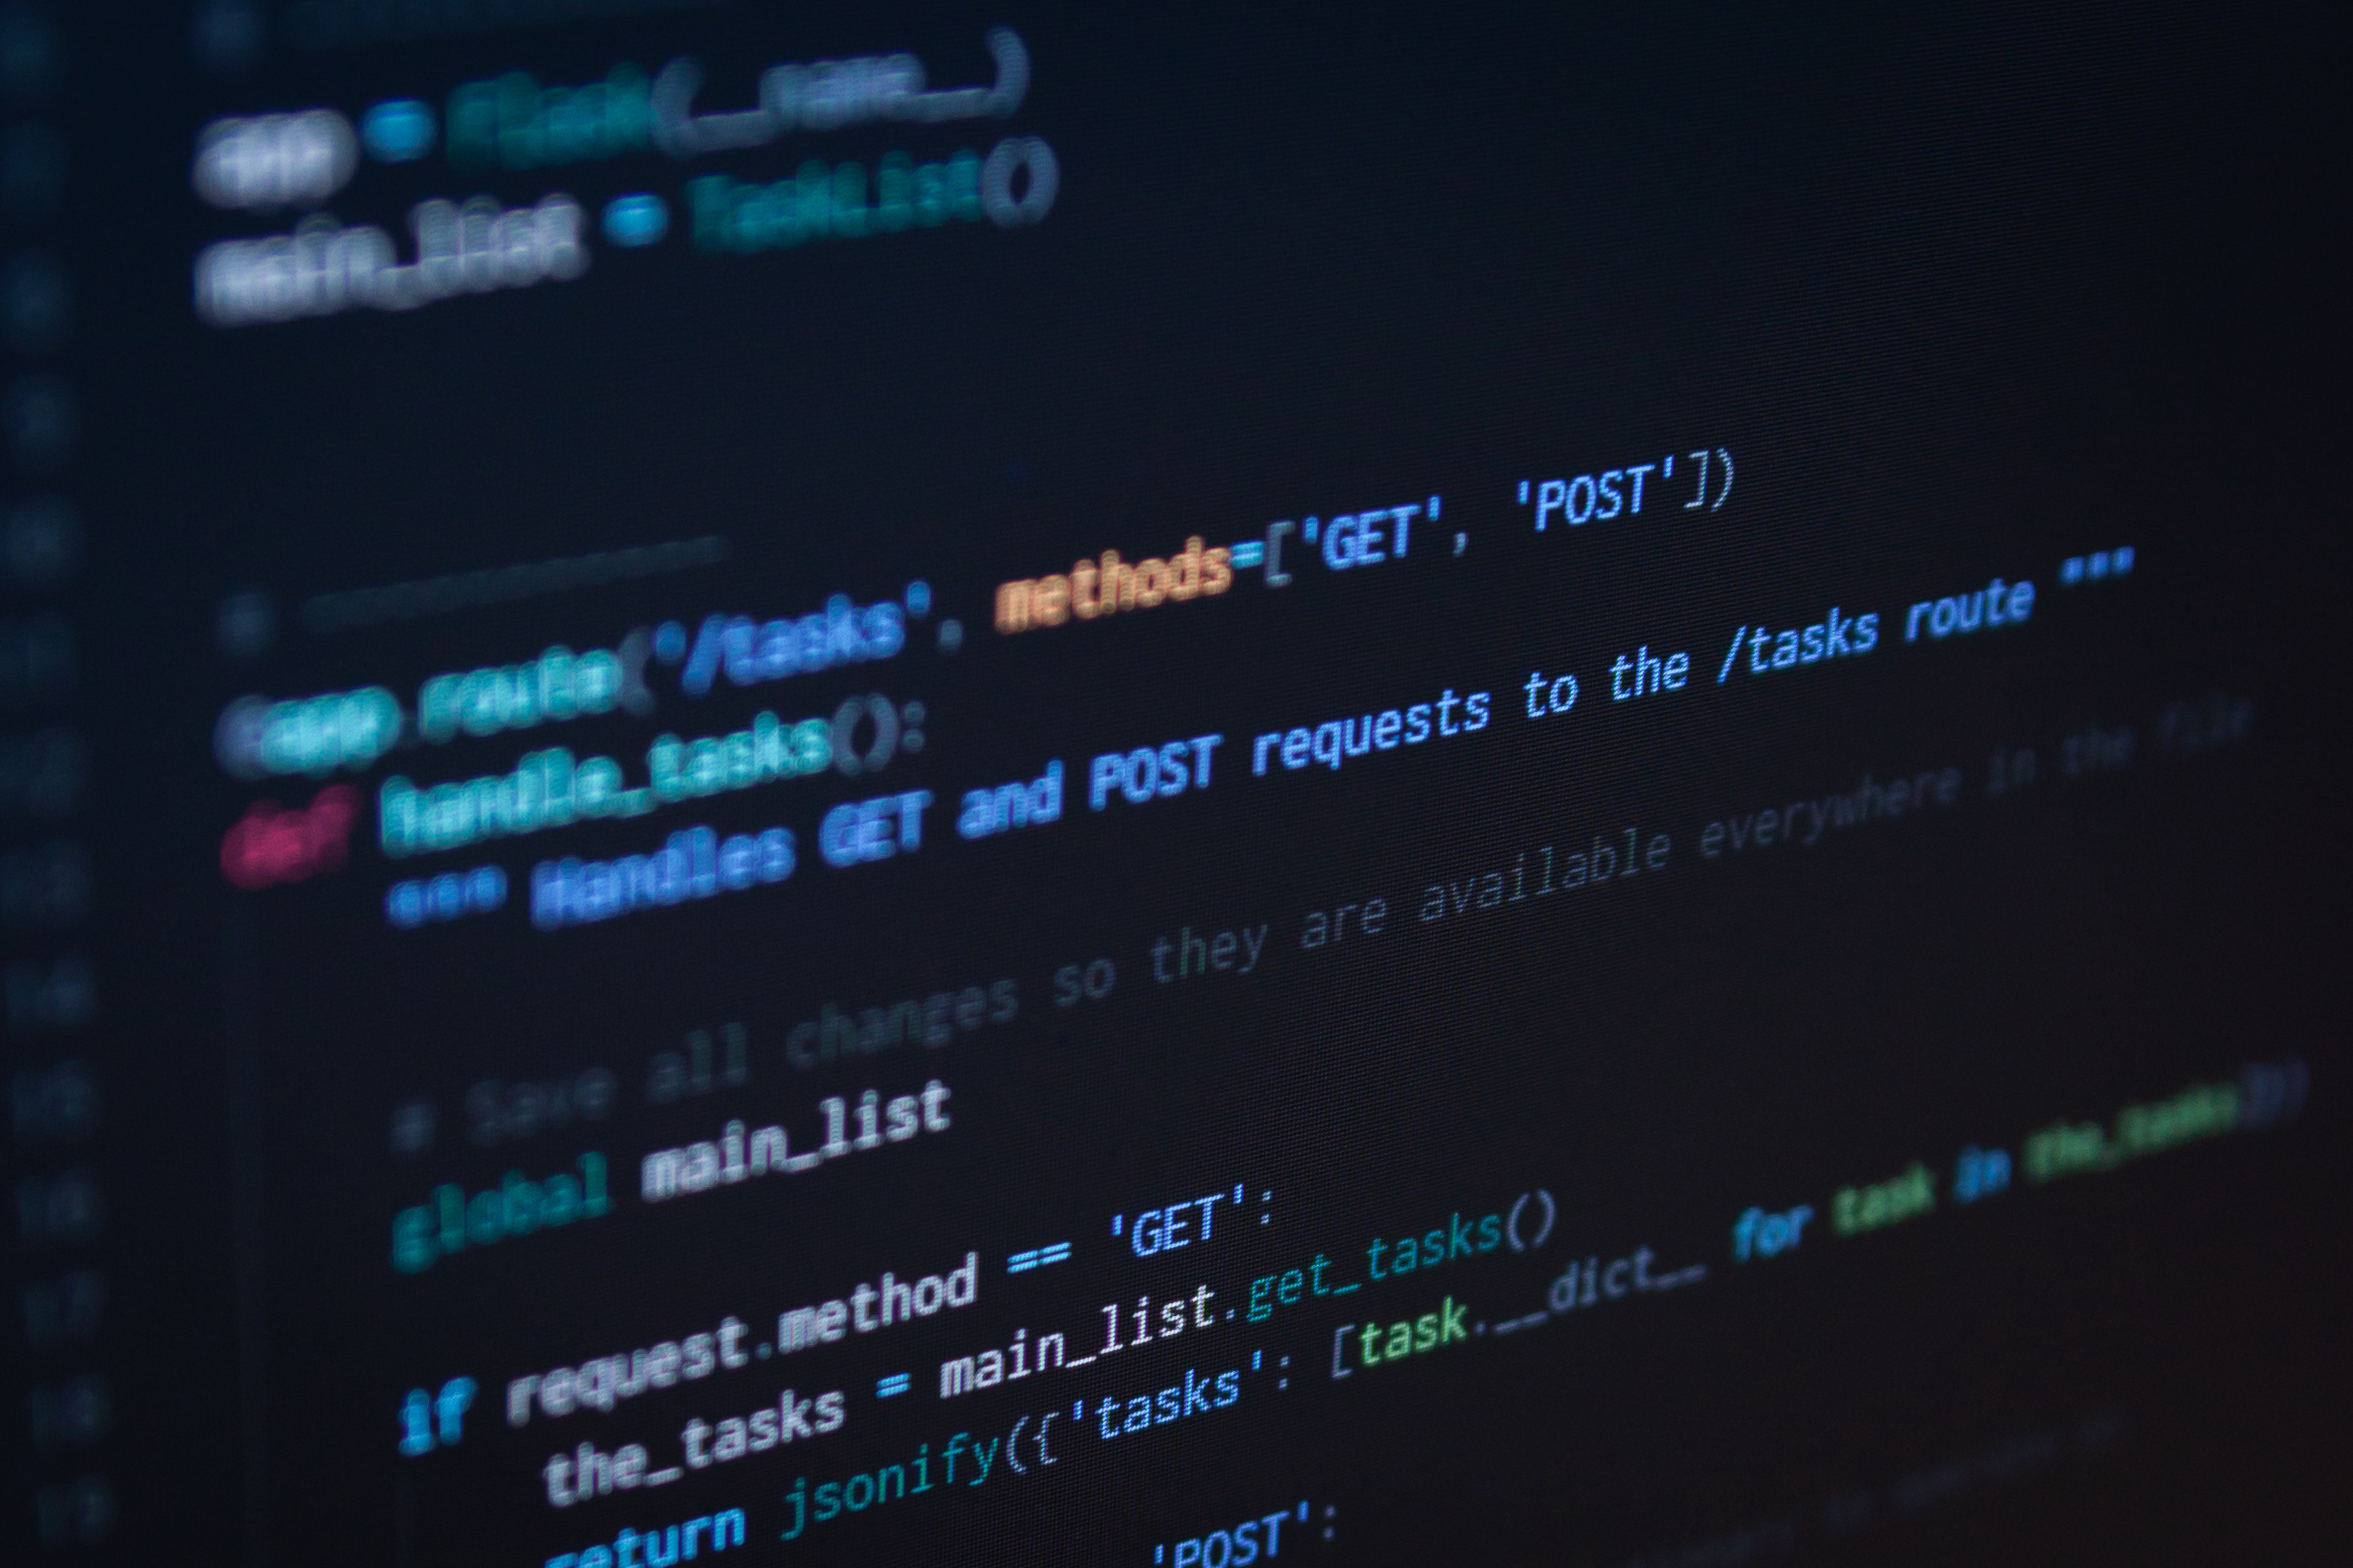 app = Flask(__name__)
main_list = TaskList()
@app.route('/tasks', methods=['GET', 'POST'])
def handle_tasks():
""" Handles GET and POST requests to the /tasks route """
# Save all changes so they are available everywhere in the file
global main_list
if request.method == 'GET':
the_tasks = main_list.get_tasks()
return jsonify({'tasks': [task.__dict__ for task in the_tasks]})
'POST':